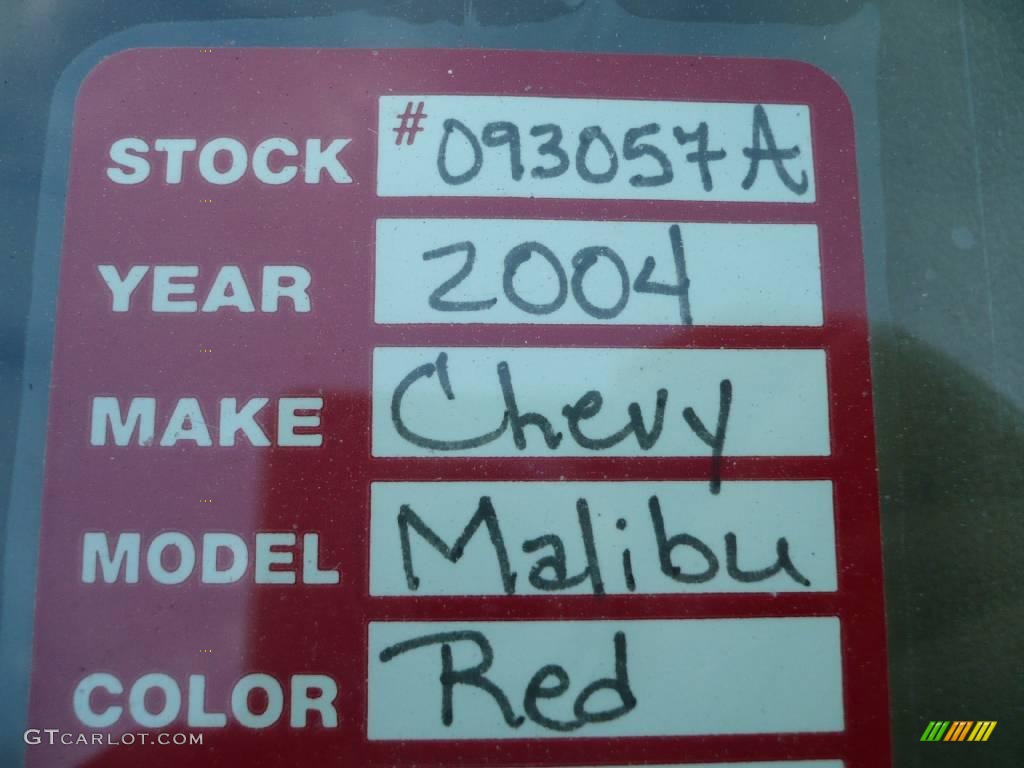 STOCK #093057A
YEAR 2004
MAKE Chevy
MODEL Malibu
COLOR Red
GTCARLOT.COM